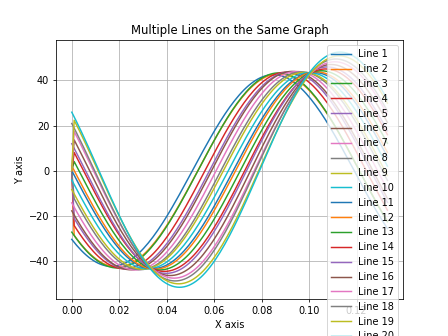 Multiple Lines on the Same Graph
Y axis
40
20
0
−20
−40
0.00
0.02
0.04
0.06
0.08
0.10
X axis
Line 1
Line 2
Line 3
Line 4
Line 5
Line 6
Line 7
Line 8
Line 9
Line 10
Line 11
Line 12
Line 13
Line 14
Line 15
Line 16
Line 17
Line 18
Line 19
Line 20